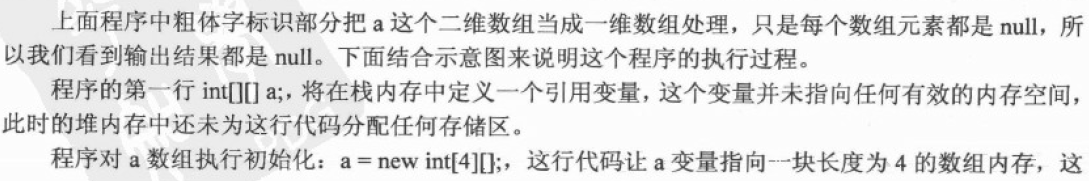 上面程序中粗体字标识部分把 a 这个二维数组当成一维数组处理，只是每个数组元素都是 null，所
以我们看到输出结果都是 null。下面结合示意图来说明这个程序的执行过程。
程序的第一行 int[][] a;，将在栈内存中定义一个引用变量，这个变量并未指向任何有效的内存空间，
此时的堆内存中还未为这行代码分配任何存储区。
程序对 a 数组执行初始化：a = new int[4][];，这行代码让 a 变量指向一块长度为 4 的数组内存，这